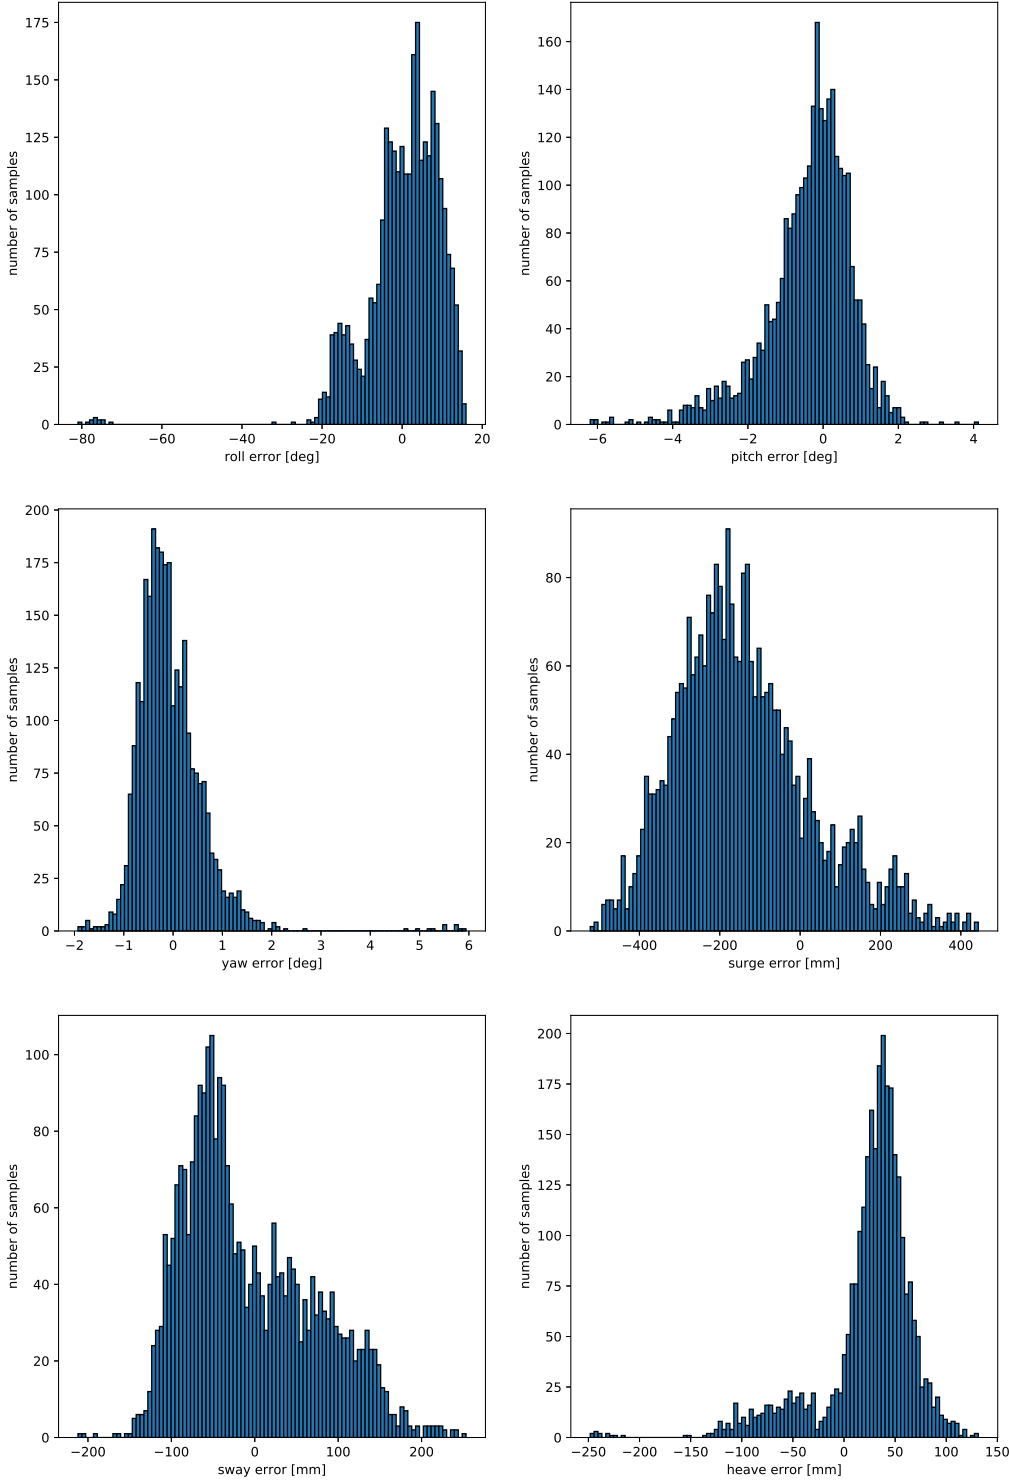 175
150
125
100
75
50
25
0
number of samples
−80 −60 −40 −20 0 20
roll error [deg]
160
140
120
100
80
60
40
20
0
number of samples
−6 −4 −2 0 2 4
pitch error [deg]
200
175
150
125
100
75
50
25
0
number of samples
−2 −1 0 1 2 3 4 5 6
yaw error [deg]
80
60
40
20
0
number of samples
−400 −200 0 200 400
surge error [mm]
100
80
60
40
20
0
number of samples
−200 −100 0 100 200
sway error [mm]
200
175
150
125
100
75
50
25
0
number of samples
−250 −200 −150 −100 −50 0 50 100 150
heave error [mm]